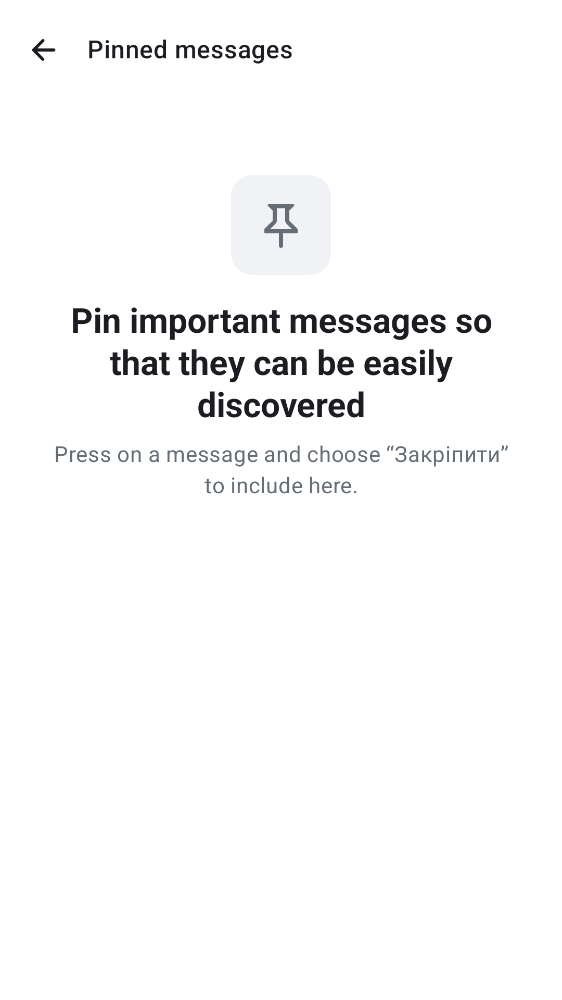 Pinned messages
Pin important messages so
that they can be easily
discovered
Press on a message and choose “Закріпити”
to include here.